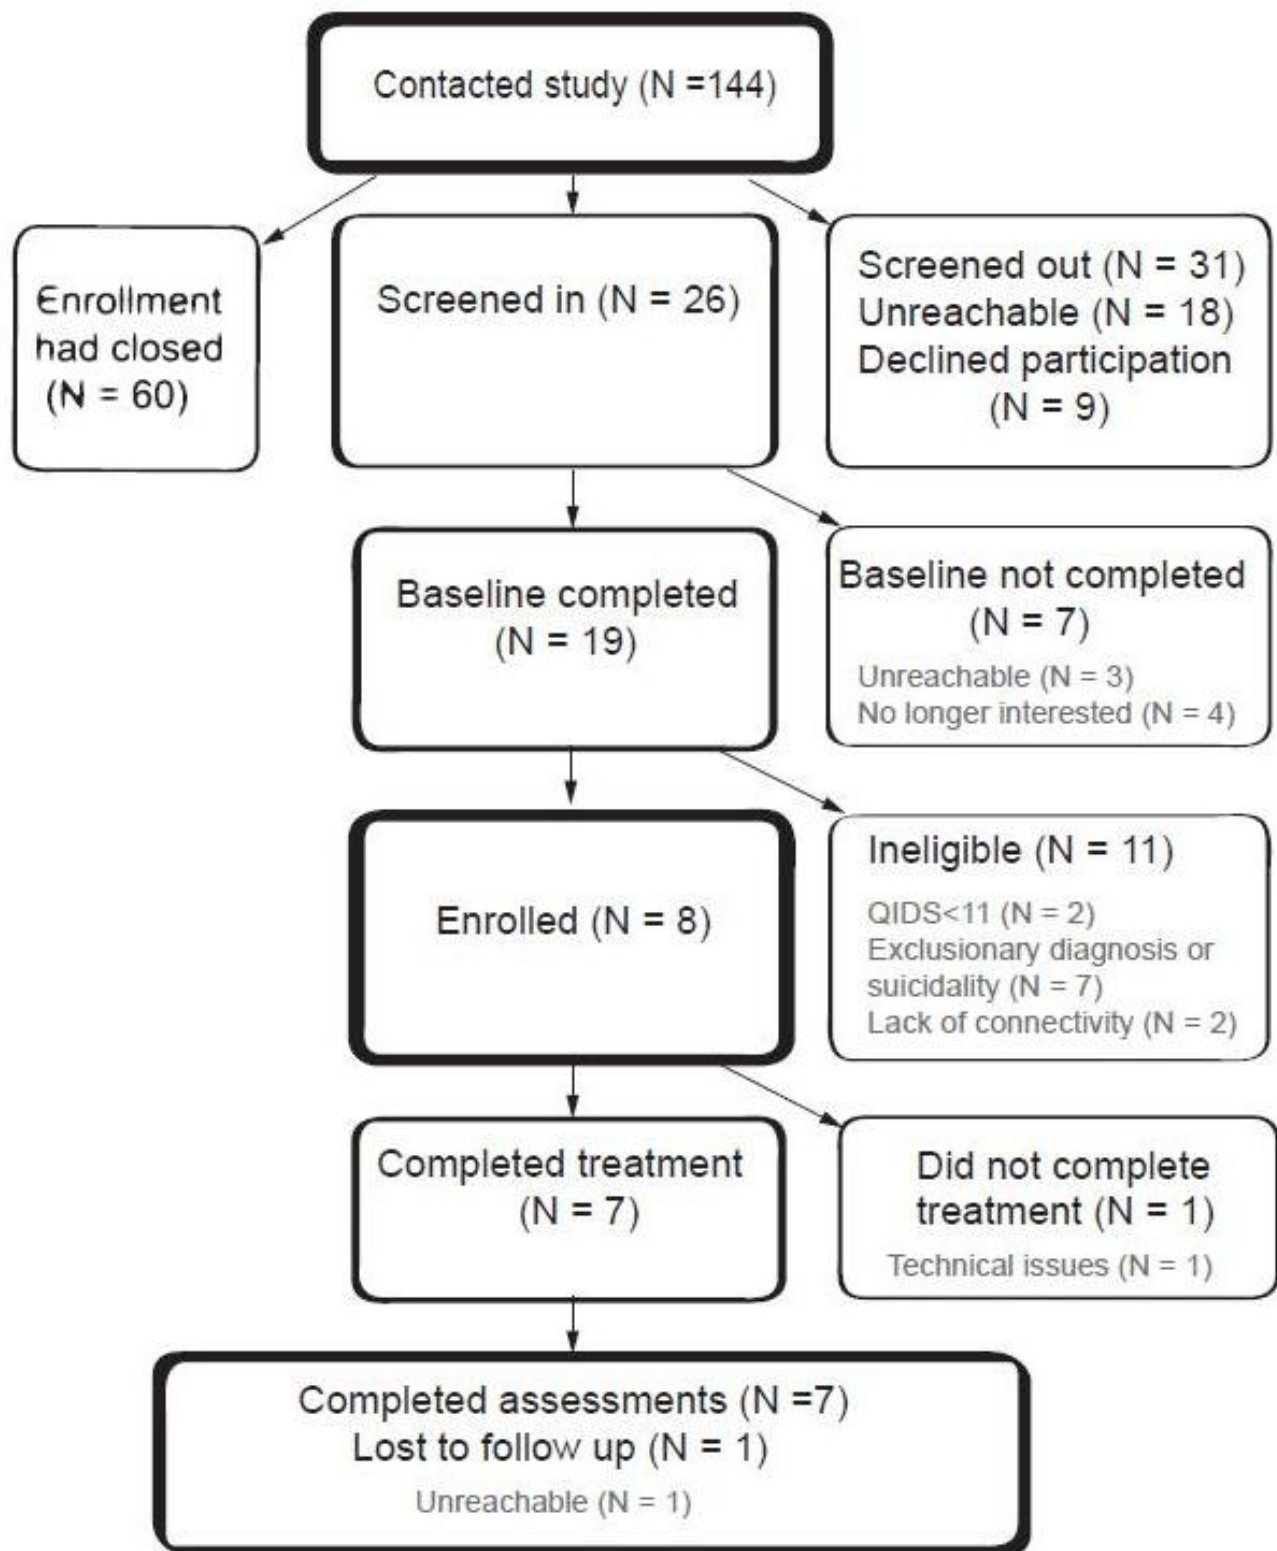 Contacted study (N =144)
Enrollment
had closed
(N = 60)
Screened in (N = 26)
Screened out (N = 31)
Unreachable (N = 18)
Declined participation
(N = 9)
Baseline completed
(N = 19)
Baseline not completed
(N = 7)
Unreachable (N = 3)
No longer interested (N = 4)
Enrolled (N = 8)
Ineligible (N = 11)
QIDS<11 (N = 2)
Exclusionary diagnosis or
suicidality (N = 7)
Lack of connectivity (N = 2)
Completed treatment
(N = 7)
Did not complete
treatment (N = 1)
Technical issues (N = 1)
Completed assessments (N =7)
Lost to follow up (N = 1)
Unreachable (N = 1)